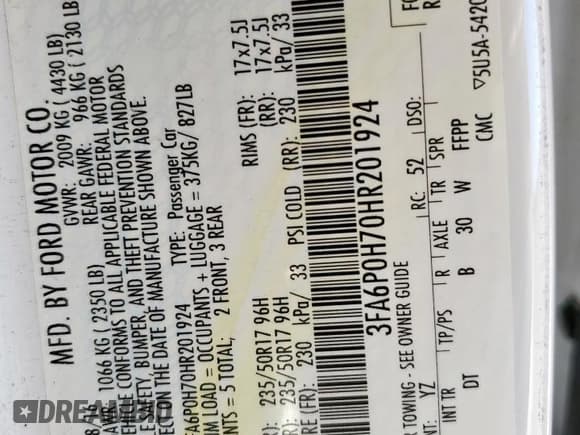 MFD. BY FORD MOTOR CO.
GVWR: 2009 KG ( 4430 LB)
1066 KG ( 2350 LB) REAR GAWR: 966 KG ( 2130 LB
CONFORMS TO ALL APPLICABLE FEDERAL MOTOR
SAFETY, BUMPER, AND THEFT PREVENTION STANDARDS
ON THE DATE OF MANUFACTURE SHOWN ABOVE.
FA6P0H70HR201924 TYPE: Passenger Car
LOAD = OCCUPANTS + LUGGAGE = 375KG/ 827LB
= 5 TOTAL; 2 FRONT, 3 REAR
RIMS (FR): 17x7.5J
235/50R17 96H (RR): 17x7.5J
235/50R17 96H
(FR): 230 kPa/ 33 PSI COLD (RR): 230 kPa/ 33
3FA6P0H70HR201924
TOWING - SEE OWNER GUIDE
YZ RC: 52 DSO:
INT TR TP/PS R AXLE TR SPR
DT B 30 W FFPP
CMC
▽5U5A-5420
DREAMBID